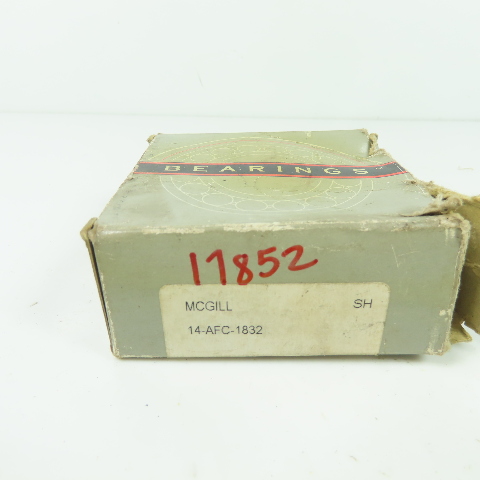 BEARINGS
17852
MCGILL SH
14-AFC-1832